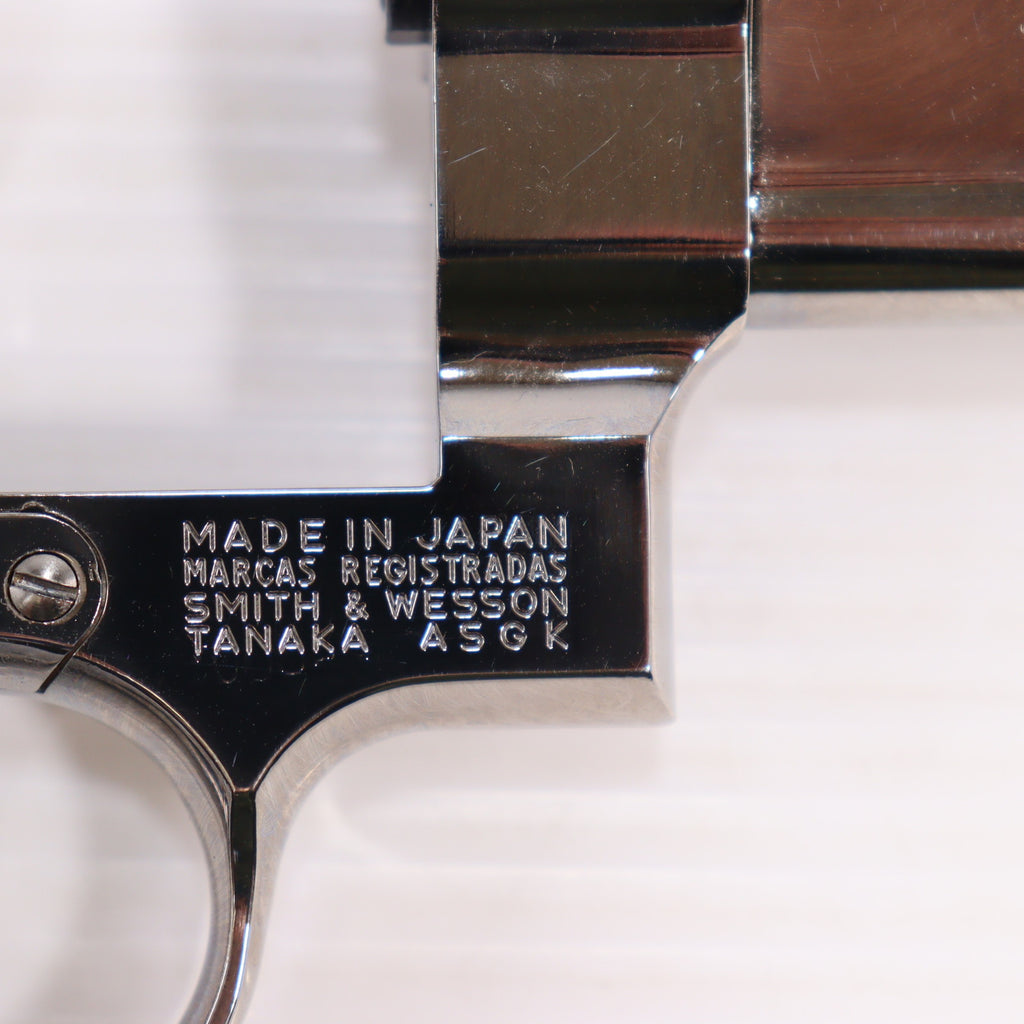 MADE IN JAPAN
MARCAS REGISTRADAS
SMITH & WESSON
TANAKA ASGK